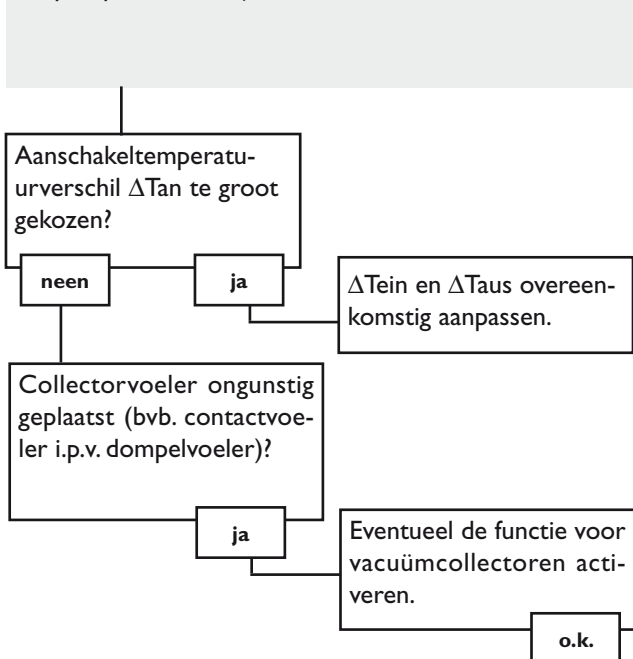 Aanschakeltemperatu-
urverschil ΔTan te groot
gekozen?
neen
ja
ΔTein en ΔTaus overeen-
komstig aanpassen.
Collectorvoeler ongunstig
geplaatst (bvb. contactvoe-
ler i.p.v. dompelvoeler)?
ja
Eventueel de functie voor
vacuümcollectoren acti-
veren.
o.k.